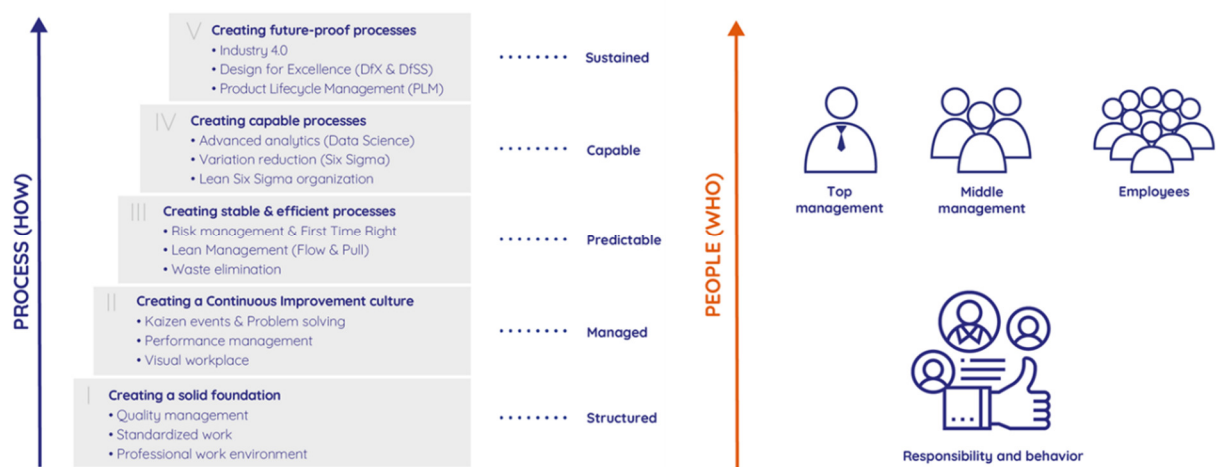 PROCESS (HOW)
V
Creating future-proof processes
• Industry 4.0
• Design for Excellence (DfX & DfSS)
• Product Lifecycle Management (PLM)
Sustained
IV
Creating capable processes
• Advanced analytics (Data Science)
• Variation reduction (Six Sigma)
• Lean Six Sigma organization
Capable
III
Creating stable & efficient processes
• Risk management & First Time Right
• Lean Management (Flow & Pull)
• Waste elimination
Predictable
II
Creating a Continuous Improvement culture
• Kaizen events & Problem solving
• Performance management
• Visual workplace
Managed
I
Creating a solid foundation
• Quality management
• Standardized work
• Professional work environment
Structured
PEOPLE (WHO)
Top
management
Middle
management
Employees
Responsibility and behavior